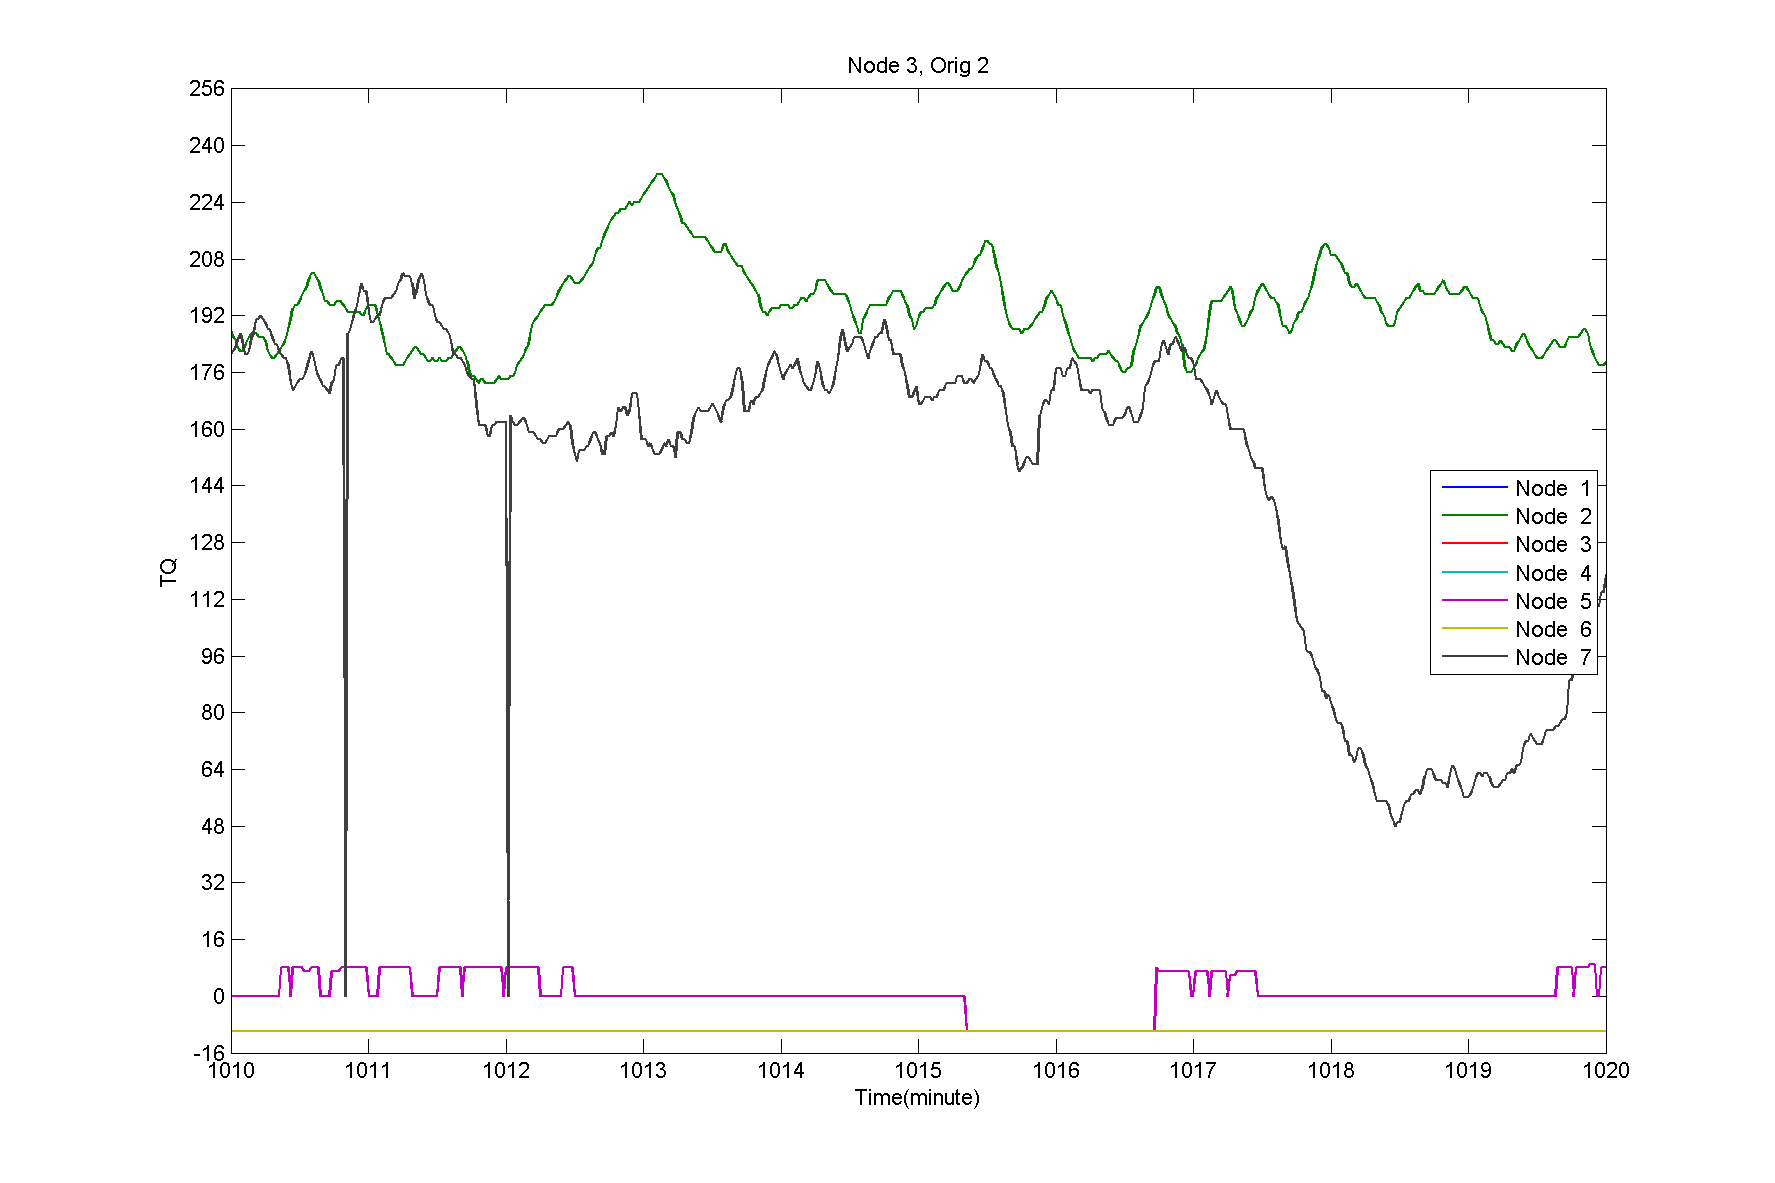 Node 3, Orig 2
256
240
224
208
192
176
160
144
128
112
96
80
64
48
32
16
0
-16
TQ
Node 1
Node 2
Node 3
Node 4
Node 5
Node 6
Node 7
1010 1011 1012 1013 1014 1015 1016 1017 1018 1019 1020
Time(minute)